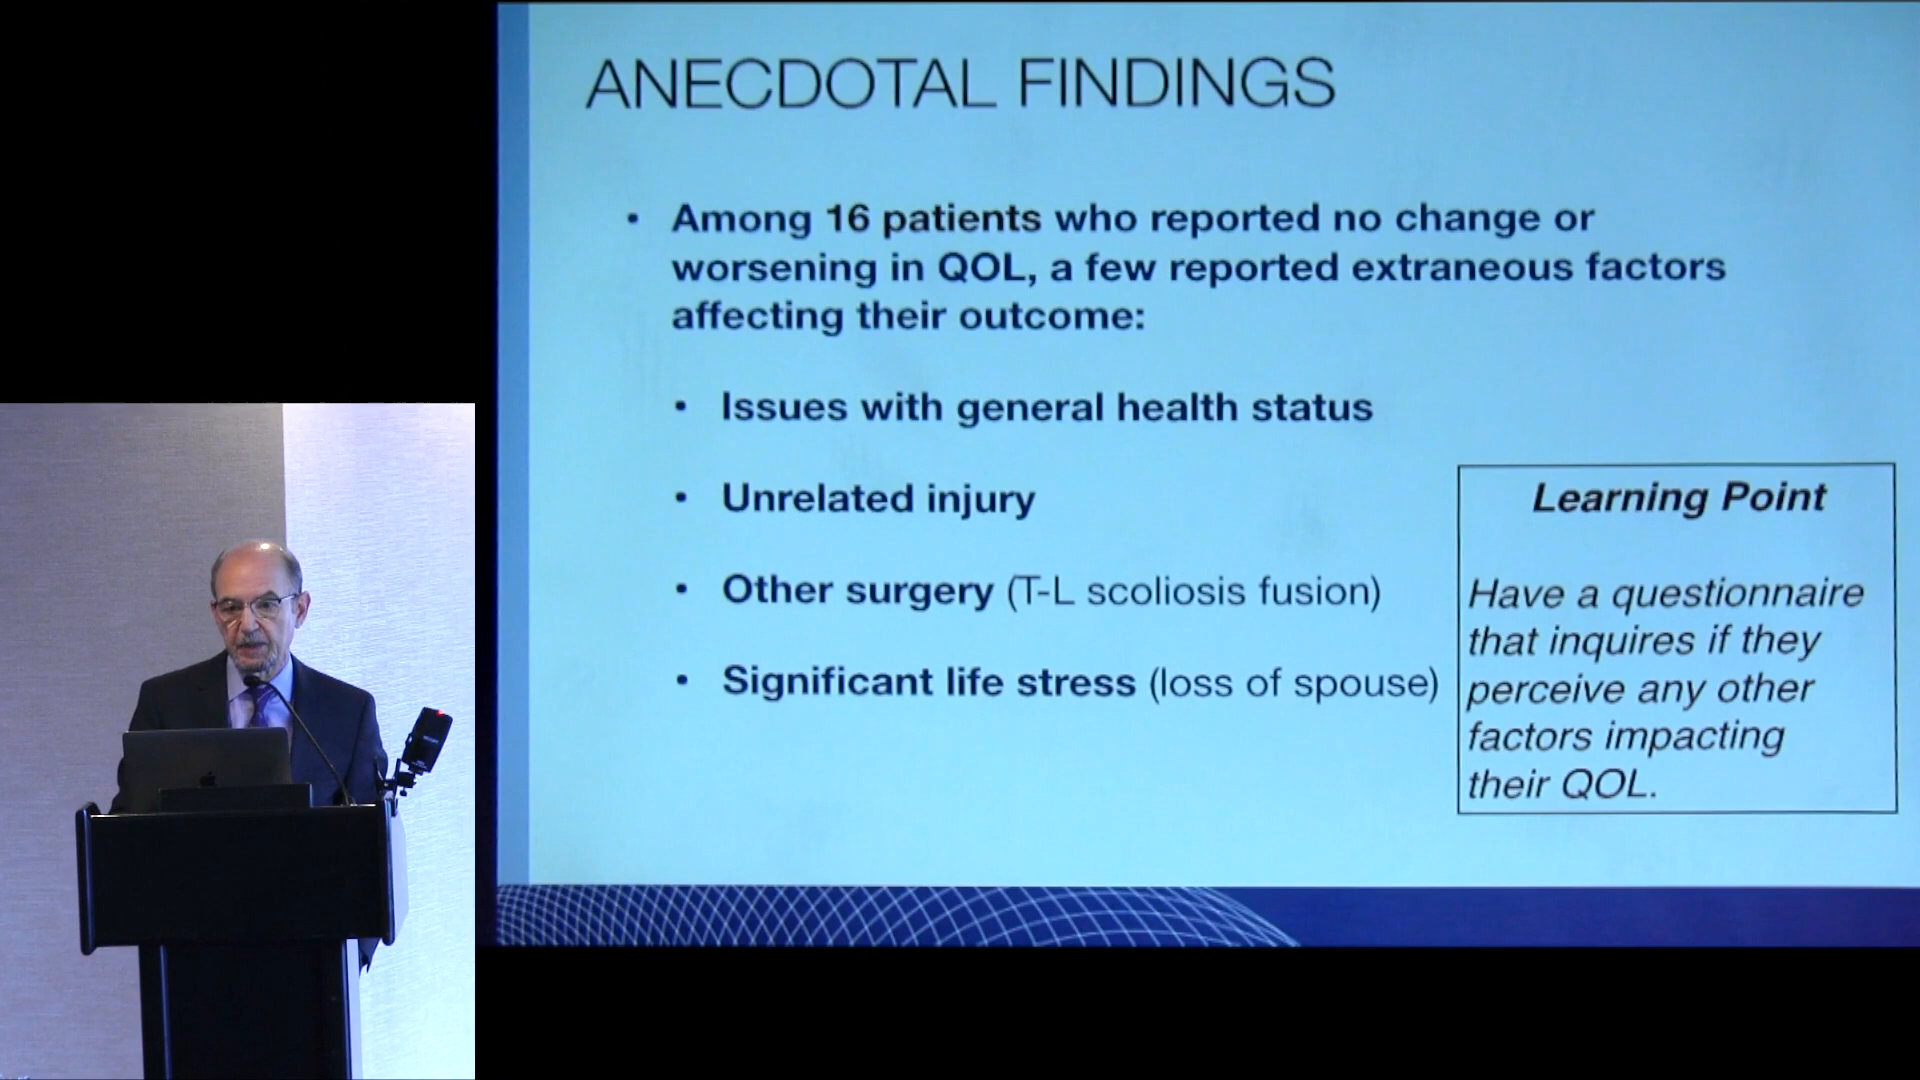 ANECDOTAL FINDINGS
• Among 16 patients who reported no change or
worsening in QOL, a few reported extraneous factors
affecting their outcome:
• Issues with general health status
• Unrelated injury
• Other surgery (T-L scoliosis fusion)
• Significant life stress (loss of spouse)
Learning Point
Have a questionnaire
that inquires if they
perceive any other
factors impacting
their QOL.